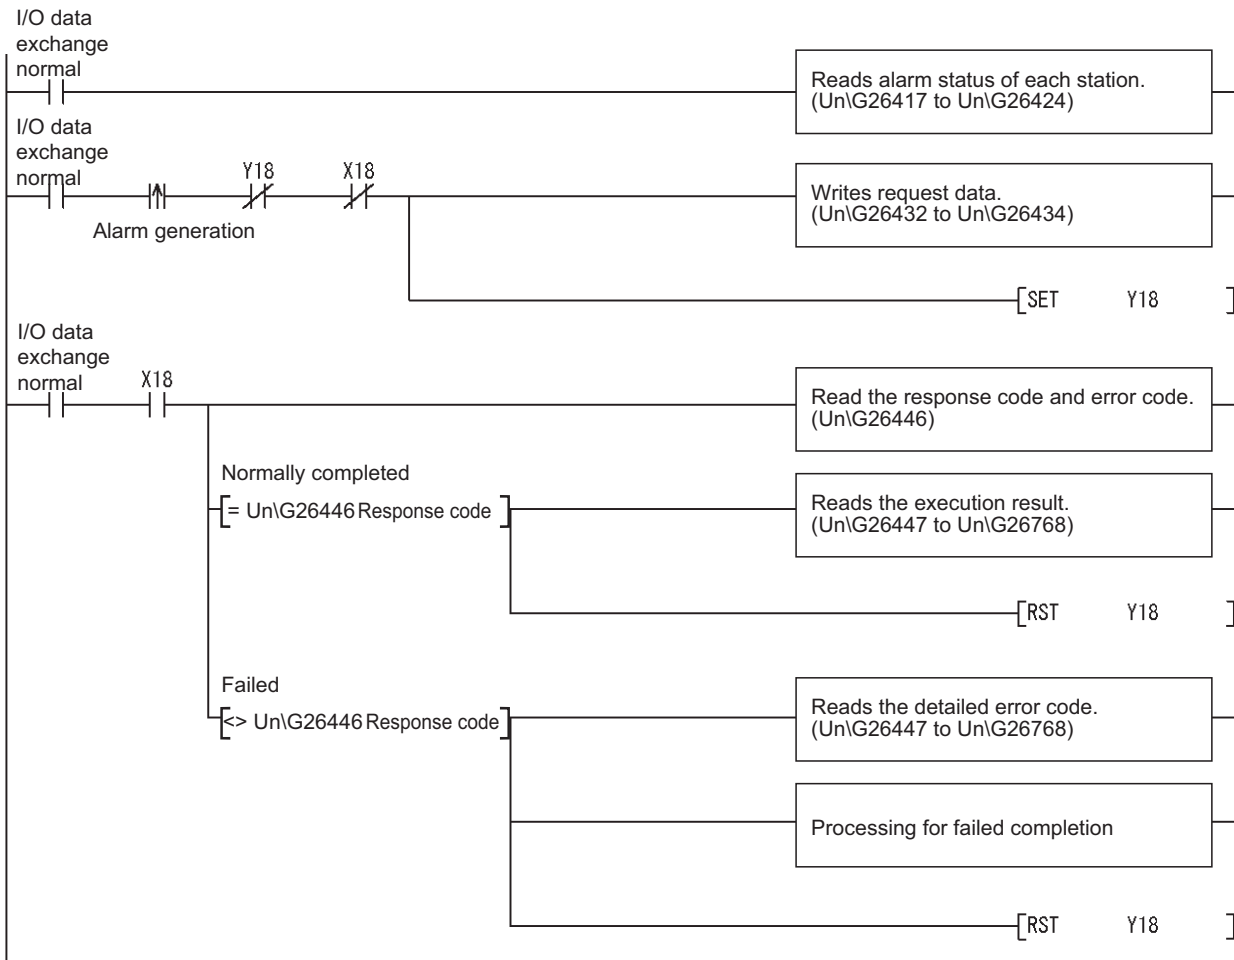 I/O data
exchange
normal
Reads alarm status of each station.
(Un\G26417 to Un\G26424)
I/O data
exchange
normal
Y18
X18
Alarm generation
Writes request data.
(Un\G26432 to Un\G26434)
[SET Y18 ]
I/O data
exchange
normal
X18
Read the response code and error code.
(Un\G26446)
Normally completed
[= Un\G26446 Response code ]
Reads the execution result.
(Un\G26447 to Un\G26768)
[RST Y18 ]
Failed
[<> Un\G26446 Response code ]
Reads the detailed error code.
(Un\G26447 to Un\G26768)
Processing for failed completion
[RST Y18 ]